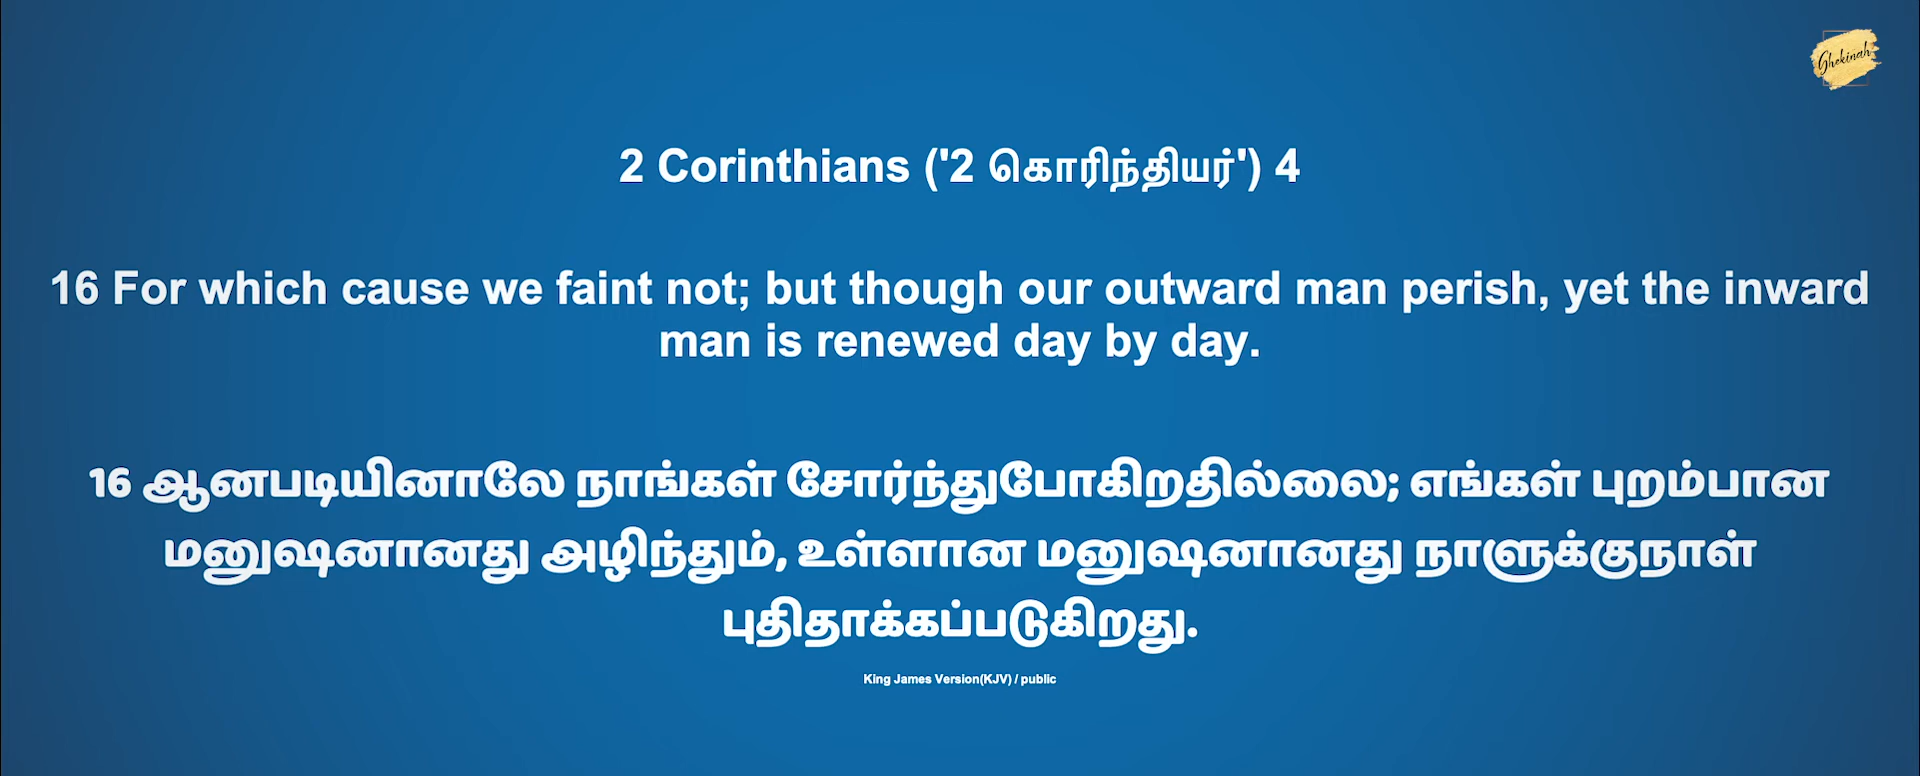 Ghekinah
2 Corinthians ('2 கொரிந்தியர்') 4
16 For which cause we faint not; but though our outward man perish, yet the inward
man is renewed day by day.
16 ஆனபடியினாலே நாங்கள் சோர்ந்துபோகிறதில்லை; எங்கள் புறம்பான
மனுஷனானது அழிந்தும், உள்ளான மனுஷனானது நாளுக்குநாள்
புதிதாக்கப்படுகிறது.
King James Version(KJV) / public